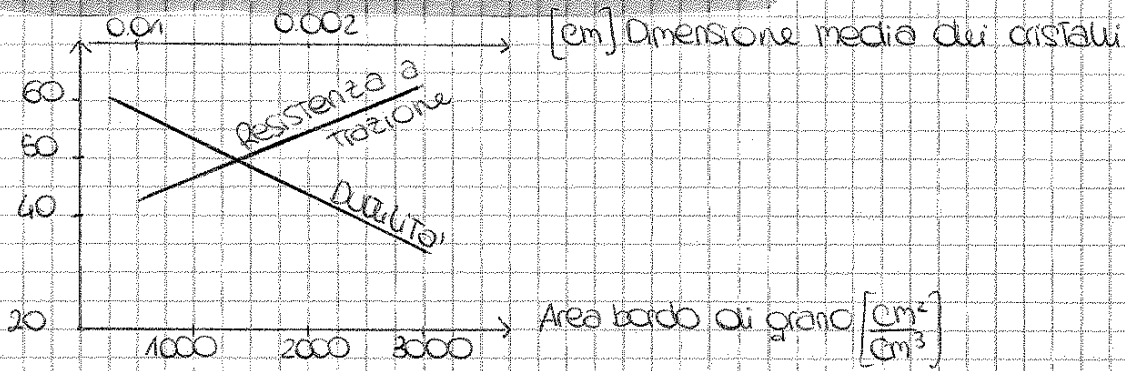 0.01 0.002 [cm] Dimensione media dei cristalli
60
50
40
20
Resistenza a
Trazione
Duttilità
1000 2000 3000
Area bordo di grano [cm²/cm³]